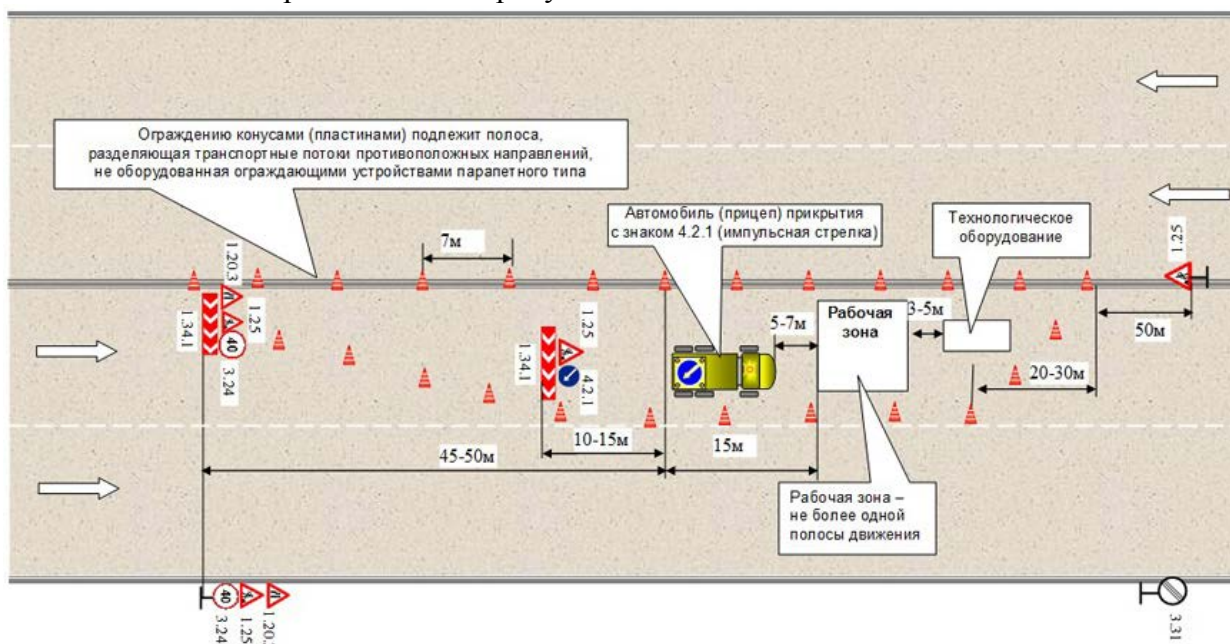 Ограждению конусами (пластинами) подлежит полоса,
разделяющая транспортные потоки противоположных направлений,
не оборудованная ограждающими устройствами парапетного типа
Автомобиль (прицеп) прикрытия
с знаком 4.2.1 (импульсная стрелка)
Технологическое
оборудование
7м
1.20.3
1.25
1.34.1
40
3.24
1.25
1.34.1
4.2.1
5-7м
Рабочая
зона
3-5м
1.25
50м
20-30м
10-15м
15м
45-50м
Рабочая зона –
не более одной
полосы движения
40
3.24
1.25
1.20.
3.31